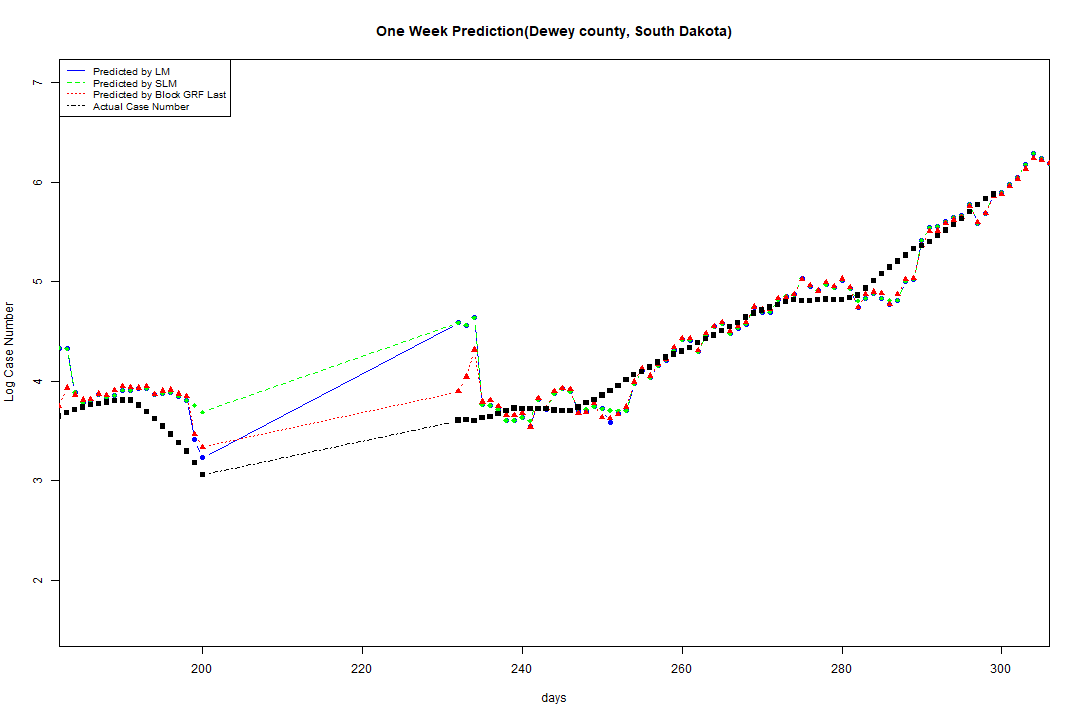 One Week Prediction(Dewey county, South Dakota)
Predicted by LM
Predicted by SLM
Predicted by Block GRF Last
Actual Case Number
7
6
5
4
3
2
Log Case Number
200 220 240 260 280 300
days